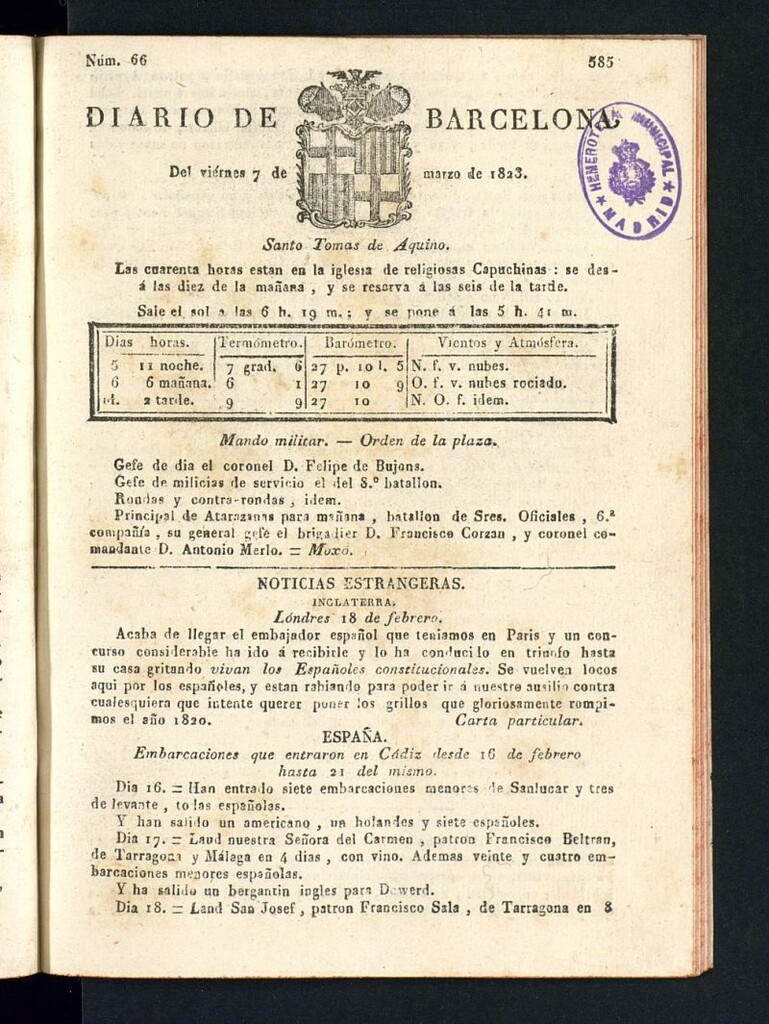 Núm. 66 585
DIARIO DE BARCELONA,
Del viérnes 7 de marzo de 1823.
HEMEROTECA MUNICIPAL
★ MADRID ★
Santo Tomas de Aquino.
Las cuarenta horas estan en la iglesia de religiosas Capuchinas : se des-
á las diez de la mañana , y se reserva á las seis de la tarde.
Sale el sol a las 6 h. 19 m. ; y se pone á las 5 h. 41 m.
Dias horas. Termómetro. Barómetro. Vientos y Atmósfera.
5 11 noche. 7 grad. 6 27 p. 10 l. 5 N. f. v. nubes.
6 6 mañana. 6 1 27 10 9 O. f. v. nubes rociado.
id. 2 tarde. 9 9 27 10 N. O. f. idem.
Mando militar. — Orden de la plaza.
Gefe de dia el coronel D. Felipe de Bujons.
Gefe de milicias de servicio el del 8.º batallon.
Rondas y contra-rondas , idem.
Principal de Atarazanas para mañana , batallon de Sres. Oficiales , 6.ª
compañía , su general gefe el brigadier D. Francisco Corzan , y coronel co-
mandante D. Antonio Merlo. = Moxó.
NOTICIAS ESTRANGERAS.
INGLATERRA.
Lóndres 18 de febrero.
Acaba de llegar el embajador español que teniamos en Paris y un con-
curso considerable ha ido á recibirle y lo ha conducilo en triunfo hasta
su casa gritando vivan los Españoles constitucionales. Se vuelven locos
aqui por los españoles, y estan rabiando para poder ir á nuestro ausilio contra
cualesquiera que intente querer poner los grillos que gloriosamente rompi-
mos el año 1820. Carta particular.
ESPAÑA.
Embarcaciones que entraron en Cádiz desde 16 de febrero
hasta 21 del mismo.
Dia 16. = Han entrado siete embarcaciones menores de Sanlucar y tres
de levante , todas españolas.
Y han salido un americano , un holandes y siete españoles.
Dia 17. = Laud nuestra Señora del Carmen , patron Francisco Beltran,
de Tarragona y Málaga en 4 dias , con vino. Ademas veinte y cuatro em-
barcaciones menores españolas.
Y ha salido un bergantin ingles para Dowerd.
Dia 18. = Laud San Josef , patron Francisco Sala , de Tarragona en 8